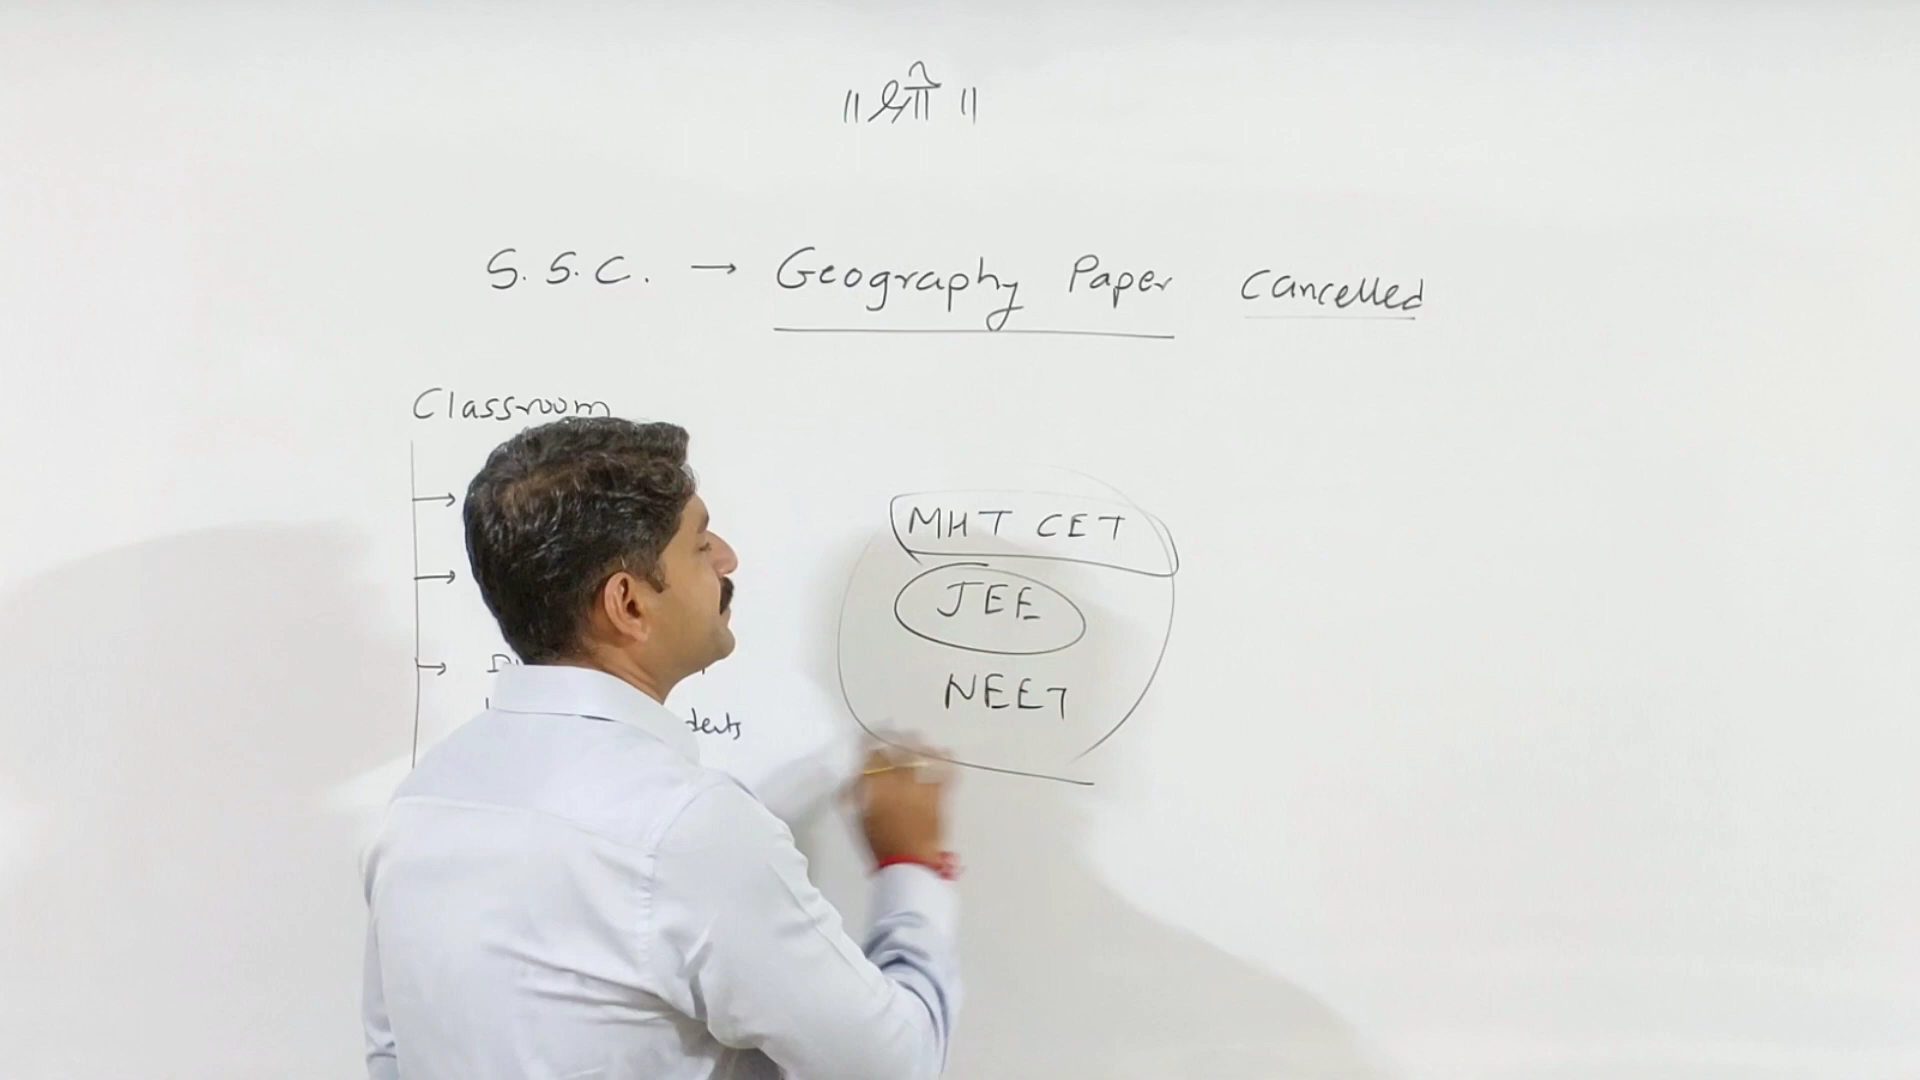 ॥ श्री ॥
S. S. C. → Geography Paper Cancelled
Classroom
MHT CET
JEE
NEET